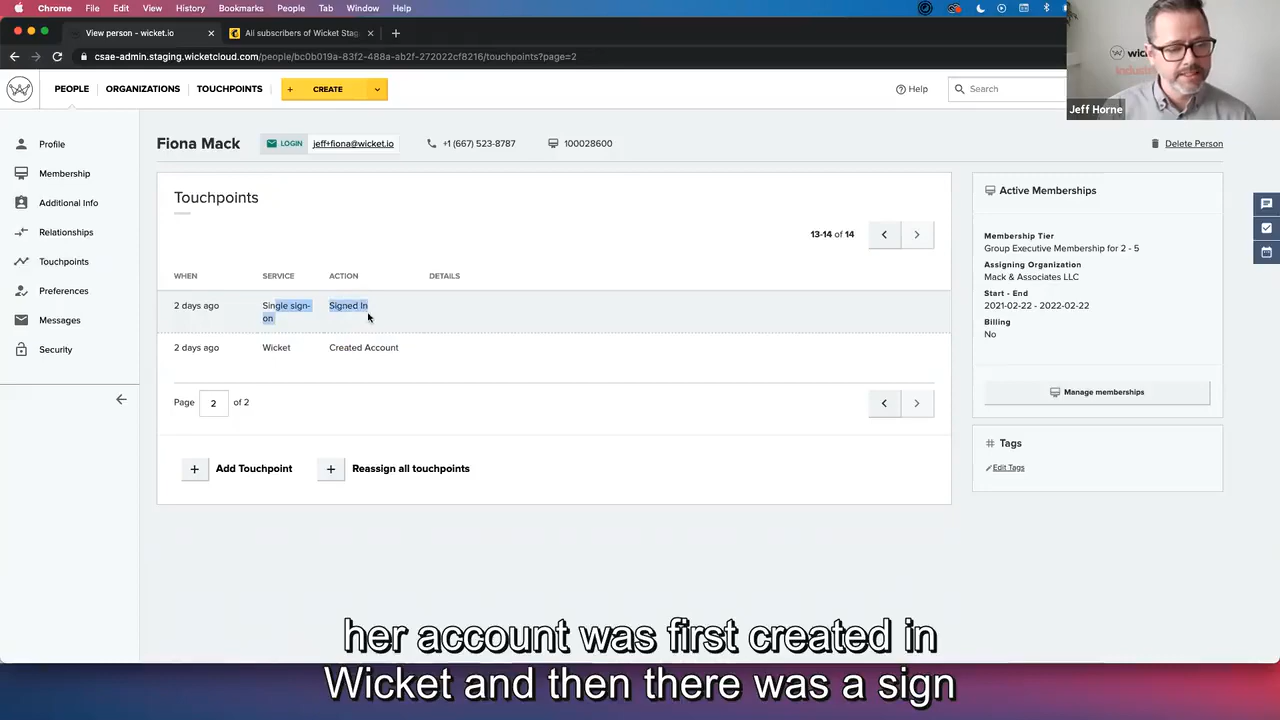 Chrome File Edit View History Bookmarks People Tab Window Help
View person - wicket.io
All subscribers of Wicket Stag
csae-admin.staging.wicketcloud.com/people/bc0b019a-83f2-488a-ab2f-272022cf8216/touchpoints?page=2
PEOPLE ORGANIZATIONS TOUCHPOINTS + CREATE Help Search
Jeff Horne
Profile
Membership
Additional Info
Relationships
Touchpoints
Preferences
Messages
Security
Fiona Mack LOGIN jeff+fiona@wicket.io +1 (667) 523-8787 100028600 Delete Person
Touchpoints
13-14 of 14
WHEN SERVICE ACTION DETAILS
2 days ago Single sign-on Signed In
2 days ago Wicket Created Account
Page 2 of 2
+ Add Touchpoint + Reassign all touchpoints
Active Memberships
Membership Tier
Group Executive Membership for 2 - 5
Assigning Organization
Mack & Associates LLC
Start - End
2021-02-22 - 2022-02-22
Billing
No
Manage memberships
# Tags
Edit Tags
her account was first created in
Wicket and then there was a sign